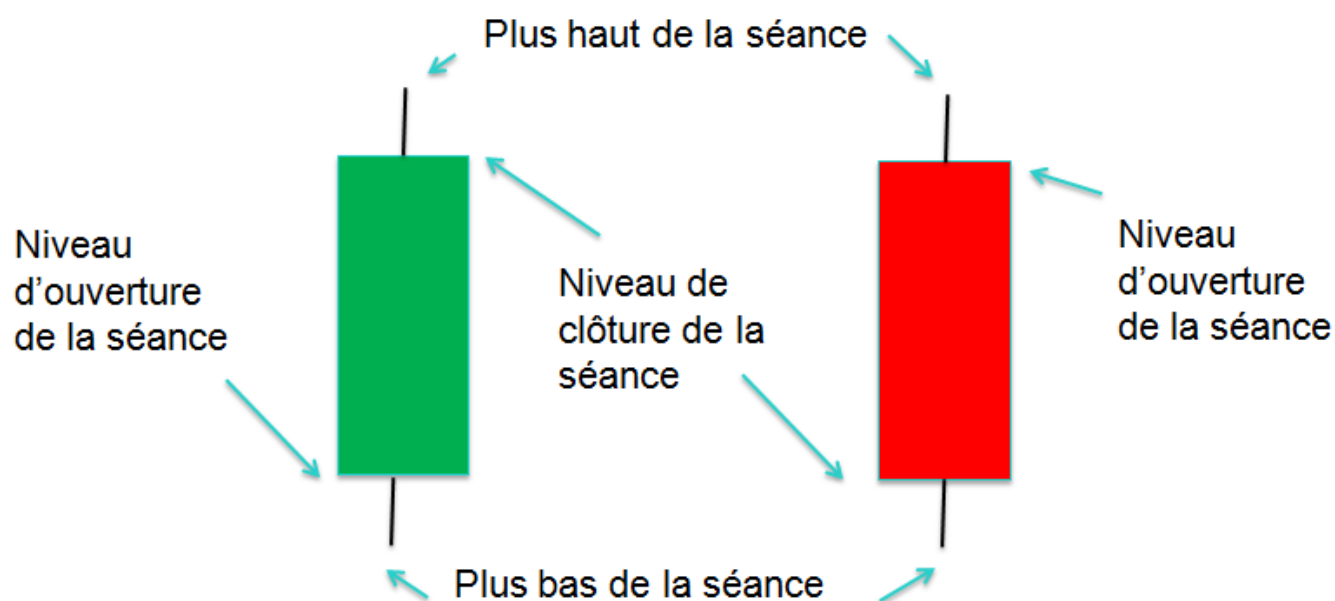 Plus haut de la séance
Niveau
d’ouverture
de la séance
Niveau de
clôture de la
séance
Niveau
d’ouverture
de la séance
Plus bas de la séance